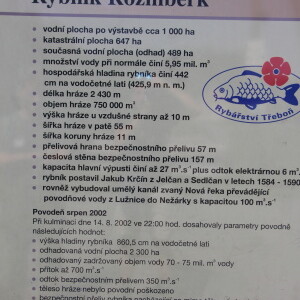 Rybník Rožmberk
vodní plocha po výstavbě cca 1 000 ha
katastrální plocha 647 ha
současná vodní plocha (odhad) 489 ha
množství vody při normále činí 5,95 mil. m³
hospodářská hladina rybníka činí 442
cm na vodočetné lati (425,9 m n. m.)
délka hráze 2 430 m
objem hráze 750 000 m³
výška hráze u vzdušné strany až 10 m
šířka hráze v patě 55 m
šířka koruny hráze 11 m
přelivová hrana bezpečnostního přelivu 57 m
česlová stěna bezpečnostního přelivu 157 m
kapacita hlavní výpusti činí až 27 m³.s⁻¹ plus odtok elektrárnou 6 m³.
rybník postavil Jakub Krčín z Jelčan a Sedlčan v letech 1584 - 1590
rovněž vybudoval umělý kanál zvaný Nová řeka převádějící
povodňové vody z Lužnice do Nežárky s kapacitou 100 m³.s⁻¹
Rybářství Třeboň
Povodeň srpen 2002
Při kulminaci dne 14. 8. 2002 ve 22:00 hod. dosahovaly parametry povodně
následujících hodnot:
výška hladiny rybníka 860,5 cm na vodočetné lati
odhadovaná vodní plocha 2 300 ha
odhadovaný zadržovaný objem vody 70 - 75 mil. m³ vody
přítok až 700 m³.s⁻¹
odtok bezpečnostním přelivem 350 m³.s⁻¹
těleso hráze nebylo povodní poškozeno